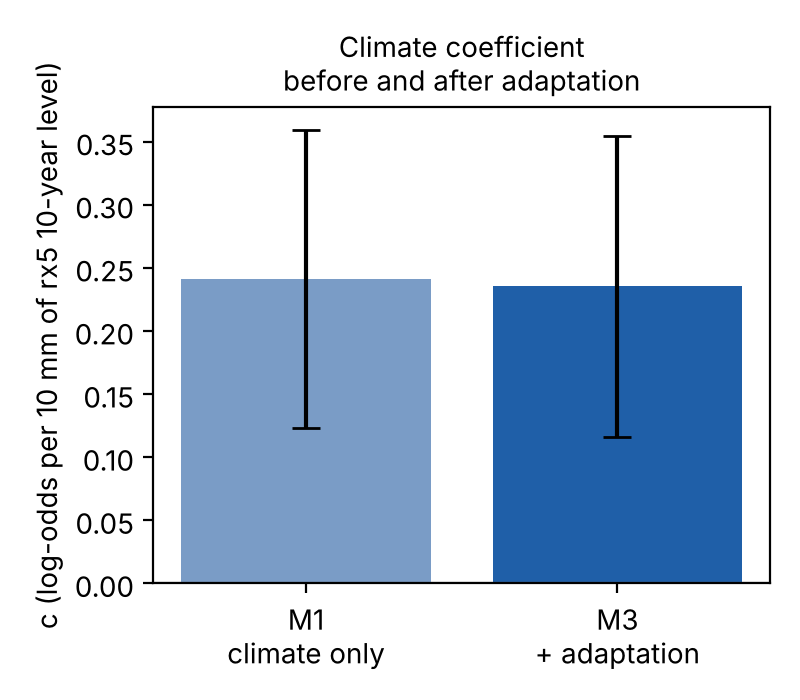 Climate coefficient
before and after adaptation
c (log-odds per 10 mm of rx5 10-year level)
0.35
0.30
0.25
0.20
0.15
0.10
0.05
0.00
M1
climate only
M3
+ adaptation